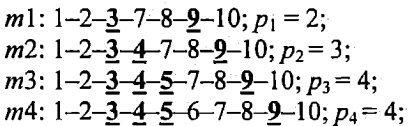 m1: 1–2–3–7–8–9–10; p1 = 2;
m2: 1–2–3–4–7–8–9–10; p2 = 3;
m3: 1–2–3–4–5–7–8–9–10; p3 = 4;
m4: 1–2–3–4–5–6–7–8–9–10; p4 = 4;